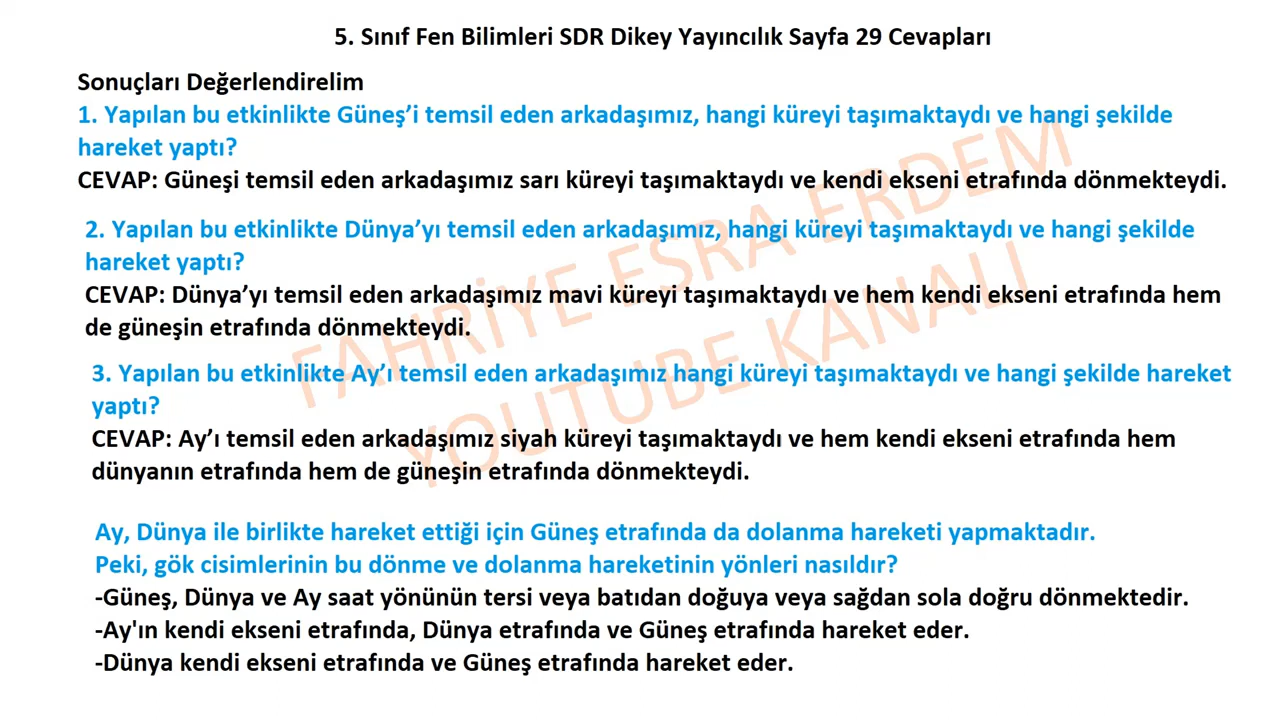 5. Sınıf Fen Bilimleri SDR Dikey Yayıncılık Sayfa 29 Cevapları
Sonuçları Değerlendirelim
1. Yapılan bu etkinlikte Güneş’i temsil eden arkadaşımız, hangi küreyi taşımaktaydı ve hangi şekilde
hareket yaptı?
CEVAP: Güneşi temsil eden arkadaşımız sarı küreyi taşımaktaydı ve kendi ekseni etrafında dönmekteydi.
2. Yapılan bu etkinlikte Dünya’yı temsil eden arkadaşımız, hangi küreyi taşımaktaydı ve hangi şekilde
hareket yaptı?
CEVAP: Dünya’yı temsil eden arkadaşımız mavi küreyi taşımaktaydı ve hem kendi ekseni etrafında hem
de güneşin etrafında dönmekteydi.
3. Yapılan bu etkinlikte Ay’ı temsil eden arkadaşımız hangi küreyi taşımaktaydı ve hangi şekilde hareket
yaptı?
CEVAP: Ay’ı temsil eden arkadaşımız siyah küreyi taşımaktaydı ve hem kendi ekseni etrafında hem
dünyanın etrafında hem de güneşin etrafında dönmekteydi.
Ay, Dünya ile birlikte hareket ettiği için Güneş etrafında da dolanma hareketi yapmaktadır.
Peki, gök cisimlerinin bu dönme ve dolanma hareketinin yönleri nasıldır?
-Güneş, Dünya ve Ay saat yönünün tersi veya batıdan doğuya veya sağdan sola doğru dönmektedir.
-Ay'ın kendi ekseni etrafında, Dünya etrafında ve Güneş etrafında hareket eder.
-Dünya kendi ekseni etrafında ve Güneş etrafında hareket eder.
FAHRİYE ESRA ERDEM
YOUTUBE KANALI